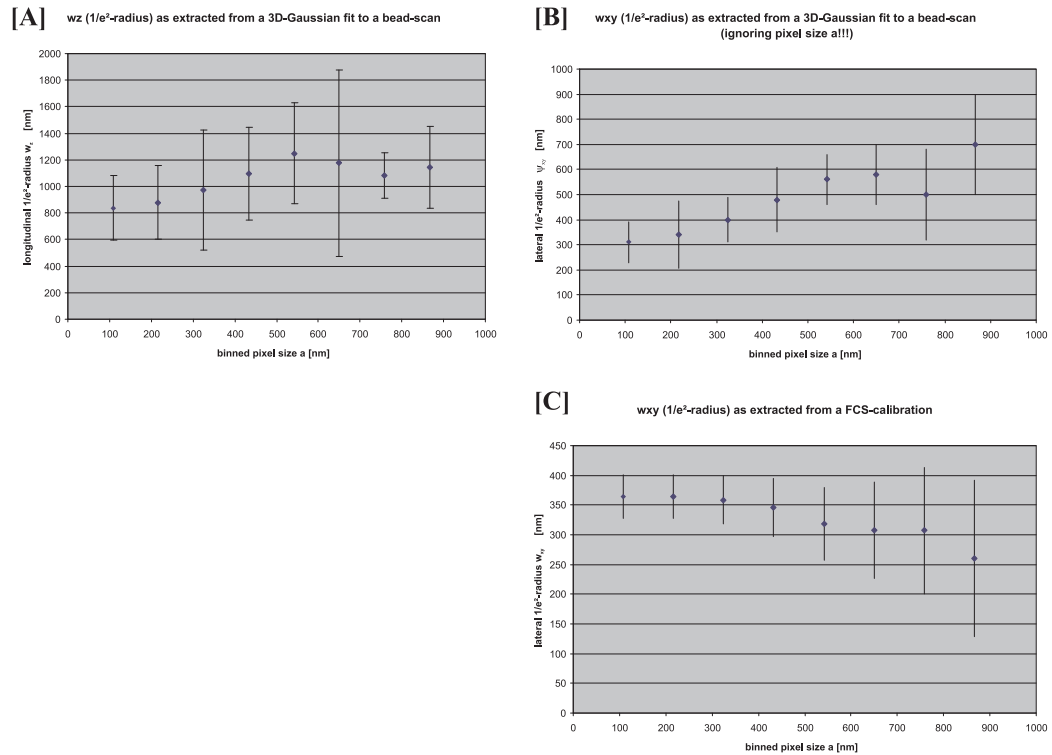 [A]
wz (1/e²-radius) as extracted from a 3D-Gaussian fit to a bead-scan
longitudinal 1/e²-radius w_z [nm]
2000
1800
1600
1400
1200
1000
800
600
400
200
0
0 100 200 300 400 500 600 700 800 900 1000
binned pixel size a [nm]
[B]
wxy (1/e²-radius) as extracted from a 3D-Gaussian fit to a bead-scan
(ignoring pixel size a!!!)
lateral 1/e²-radius ψ_xy [nm]
1000
900
800
700
600
500
400
300
200
100
0
0 100 200 300 400 500 600 700 800 900 1000
binned pixel size a [nm]
[C]
wxy (1/e²-radius) as extracted from a FCS-calibration
lateral 1/e²-radius w_xy [nm]
450
400
350
300
250
200
150
100
50
0
0 100 200 300 400 500 600 700 800 900 1000
binned pixel size a [nm]